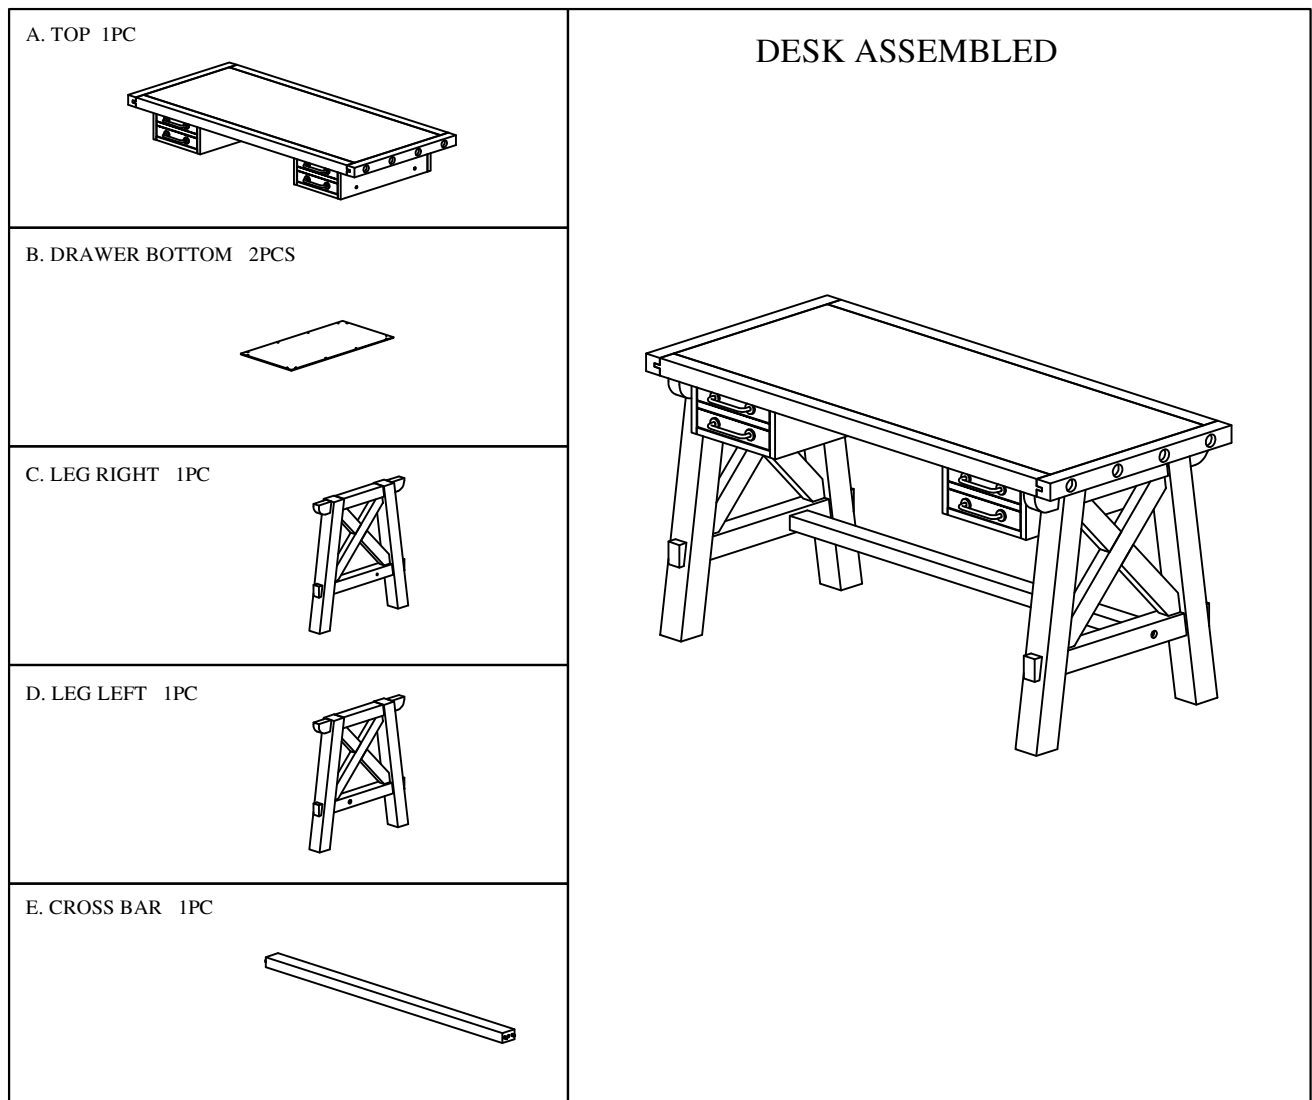 A. TOP 1PC
B. DRAWER BOTTOM 2PCS
C. LEG RIGHT 1PC
D. LEG LEFT 1PC
E. CROSS BAR 1PC
DESK ASSEMBLED